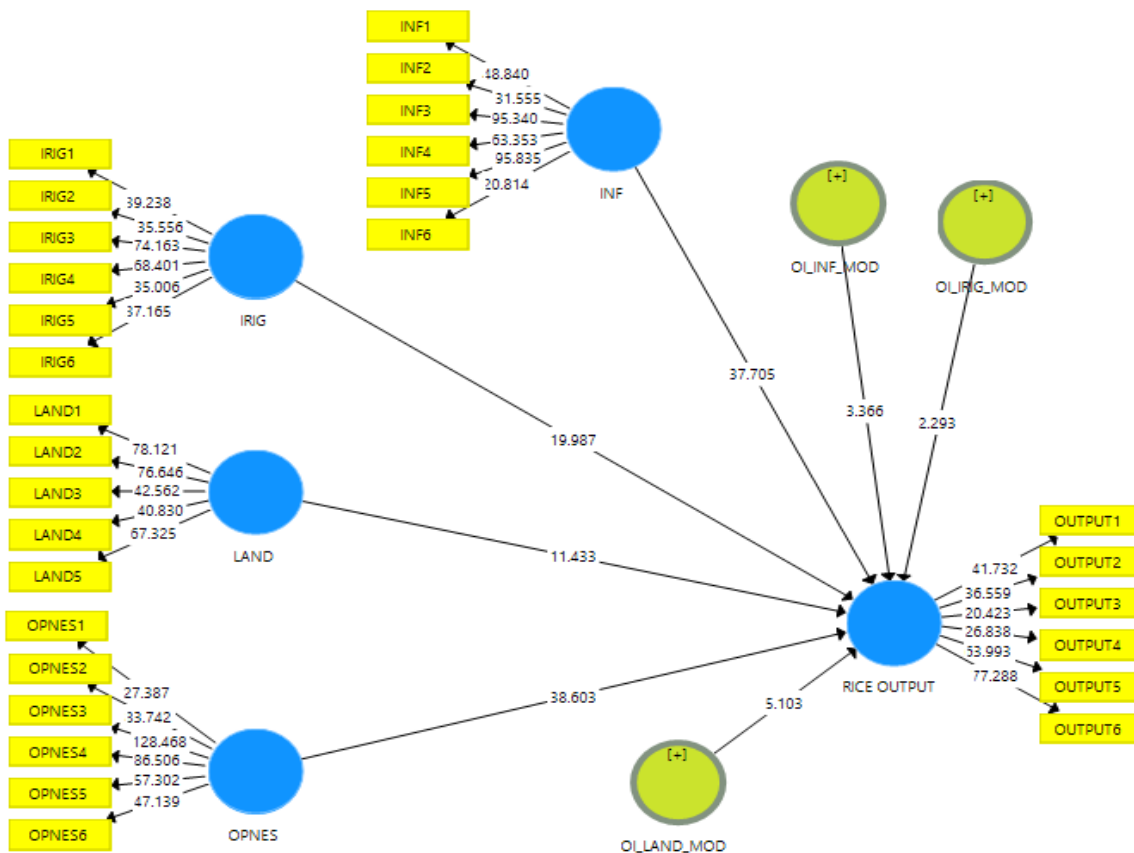 INF1
INF2
INF3
INF4
INF5
INF6
48.840
31.555
95.340
63.353
95.835
20.814
INF
IRIG1
IRIG2
IRIG3
IRIG4
IRIG5
IRIG6
39.238
35.556
74.163
68.401
35.006
37.165
IRIG
[+]
OI_INF_MOD
[+]
OI_IRIG_MOD
37.705
3.366
2.293
19.987
LAND1
LAND2
LAND3
LAND4
LAND5
78.121
76.646
42.562
40.830
67.325
LAND
11.433
OPNES1
OPNES2
OPNES3
OPNES4
OPNES5
OPNES6
27.387
33.742
128.468
86.506
57.302
47.139
OPNES
38.603
5.103
[+]
OI_LAND_MOD
RICE OUTPUT
41.732
36.559
20.423
26.838
53.993
77.288
OUTPUT1
OUTPUT2
OUTPUT3
OUTPUT4
OUTPUT5
OUTPUT6